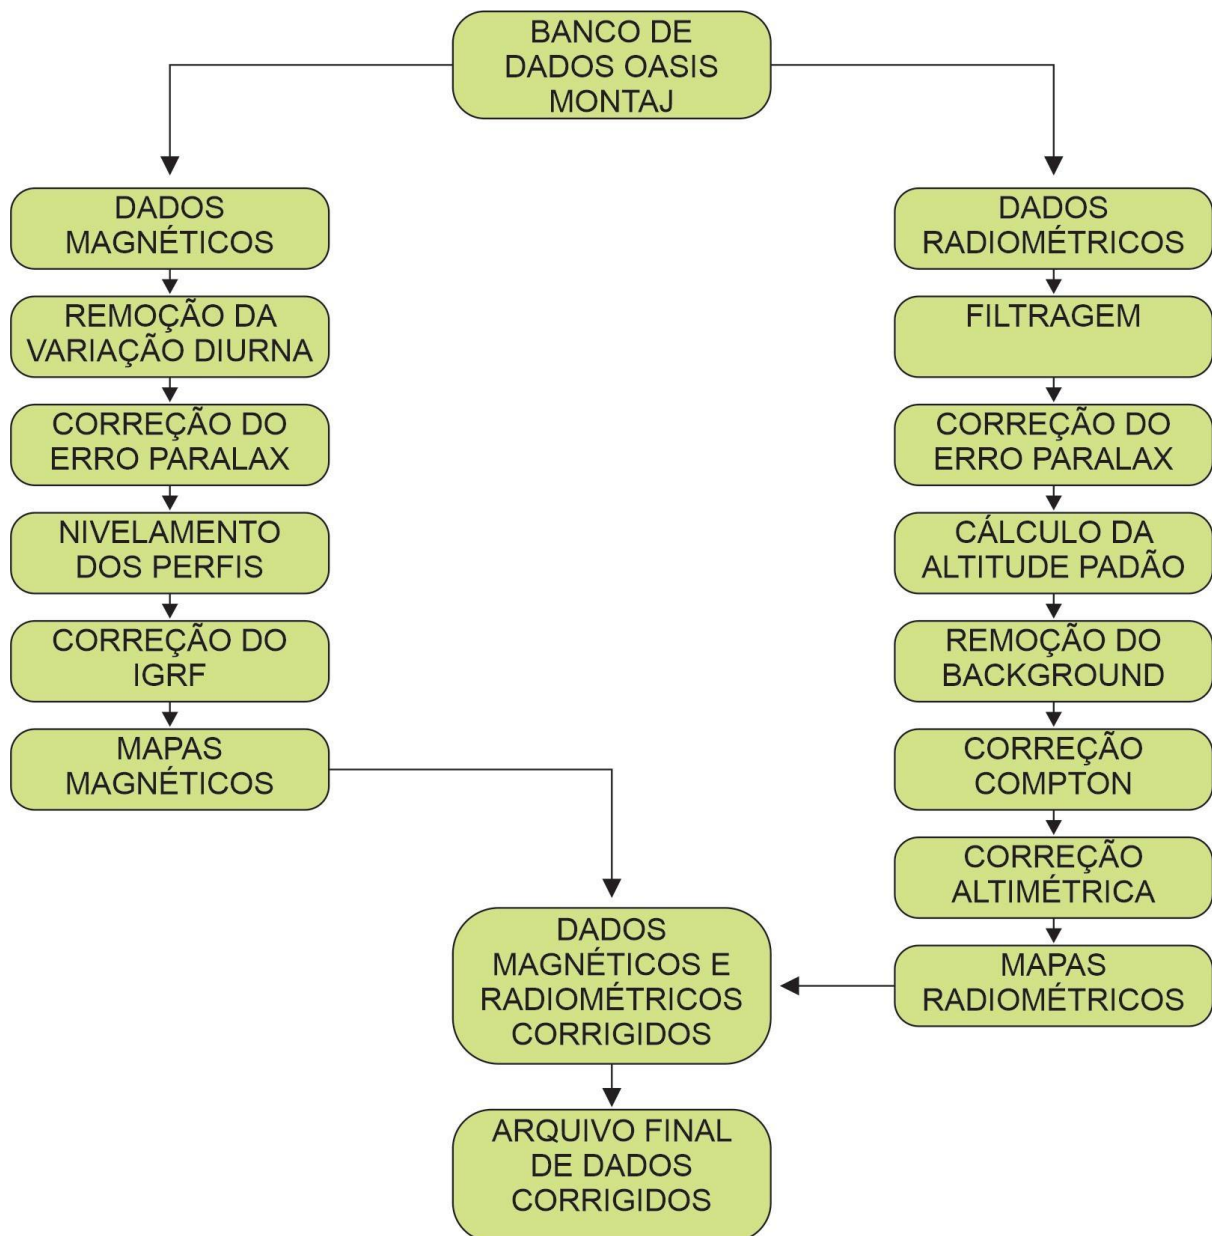 BANCO DE
DADOS OASIS
MONTAJ
DADOS
MAGNÉTICOS
REMOÇÃO DA
VARIAÇÃO DIURNA
CORREÇÃO DO
ERRO PARALAX
NIVELAMENTO
DOS PERFIS
CORREÇÃO DO
IGRF
MAPAS
MAGNÉTICOS
DADOS
RADIOMÉTRICOS
FILTRAGEM
CORREÇÃO DO
ERRO PARALAX
CÁLCULO DA
ALTITUDE PADÃO
REMOÇÃO DO
BACKGROUND
CORREÇÃO
COMPTON
CORREÇÃO
ALTIMÉTRICA
MAPAS
RADIOMÉTRICOS
DADOS
MAGNÉTICOS E
RADIOMÉTRICOS
CORRIGIDOS
ARQUIVO FINAL
DE DADOS
CORRIGIDOS